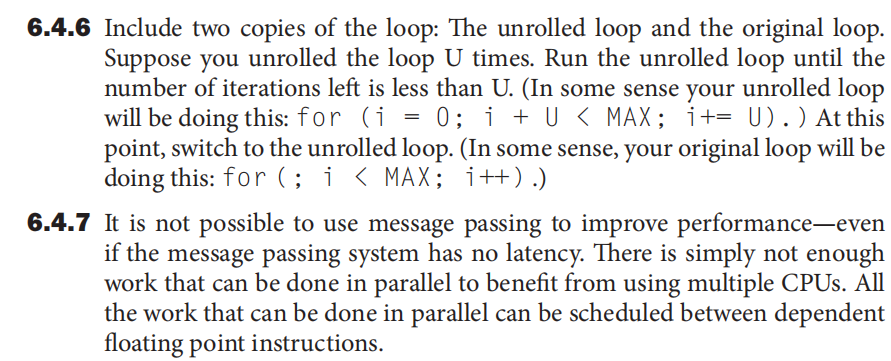 6.4.6 Include two copies of the loop: The unrolled loop and the original loop.
Suppose you unrolled the loop U times. Run the unrolled loop until the
number of iterations left is less than U. (In some sense your unrolled loop
will be doing this: for (i = 0; i + U < MAX; i+= U).) At this
point, switch to the unrolled loop. (In some sense, your original loop will be
doing this: for (; i < MAX; i++).)
6.4.7 It is not possible to use message passing to improve performance—even
if the message passing system has no latency. There is simply not enough
work that can be done in parallel to benefit from using multiple CPUs. All
the work that can be done in parallel can be scheduled between dependent
floating point instructions.